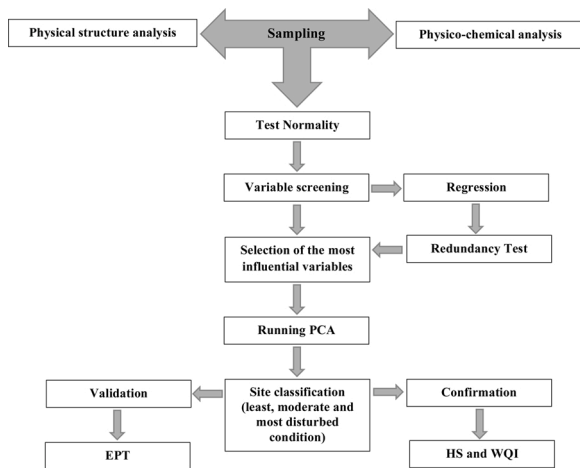 Physical structure analysis
Sampling
Physico-chemical analysis
Test Normality
Variable screening
Regression
Selection of the most
influential variables
Redundancy Test
Running PCA
Validation
Site classification
(least, moderate and
most disturbed
condition)
Confirmation
EPT
HS and WQI